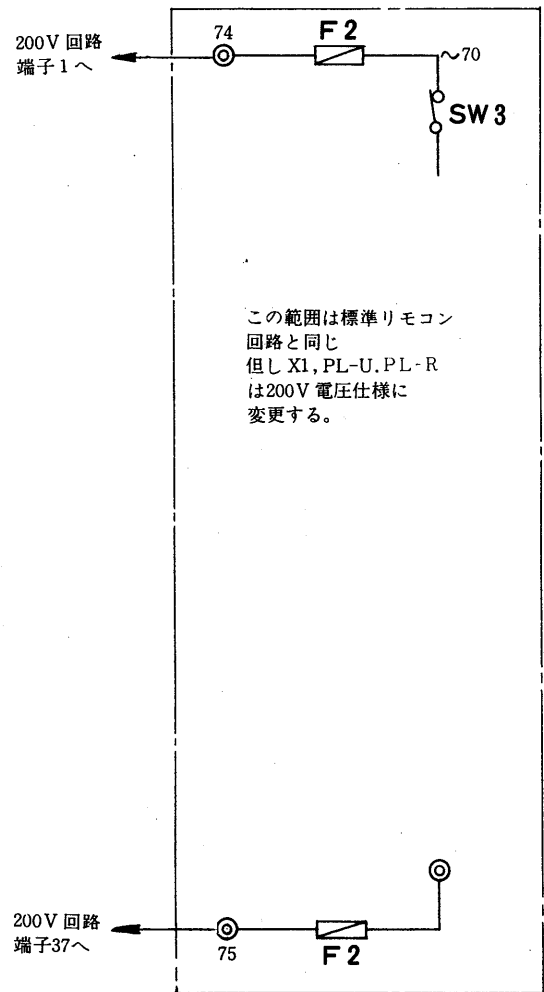 200V 回路
端子1へ
74
F2
~70
SW3
この範囲は標準リモコン
回路と同じ
但し X1, PL-U. PL-R
は200V 電圧仕様に
変更する。
200V 回路
端子37へ
75
F2